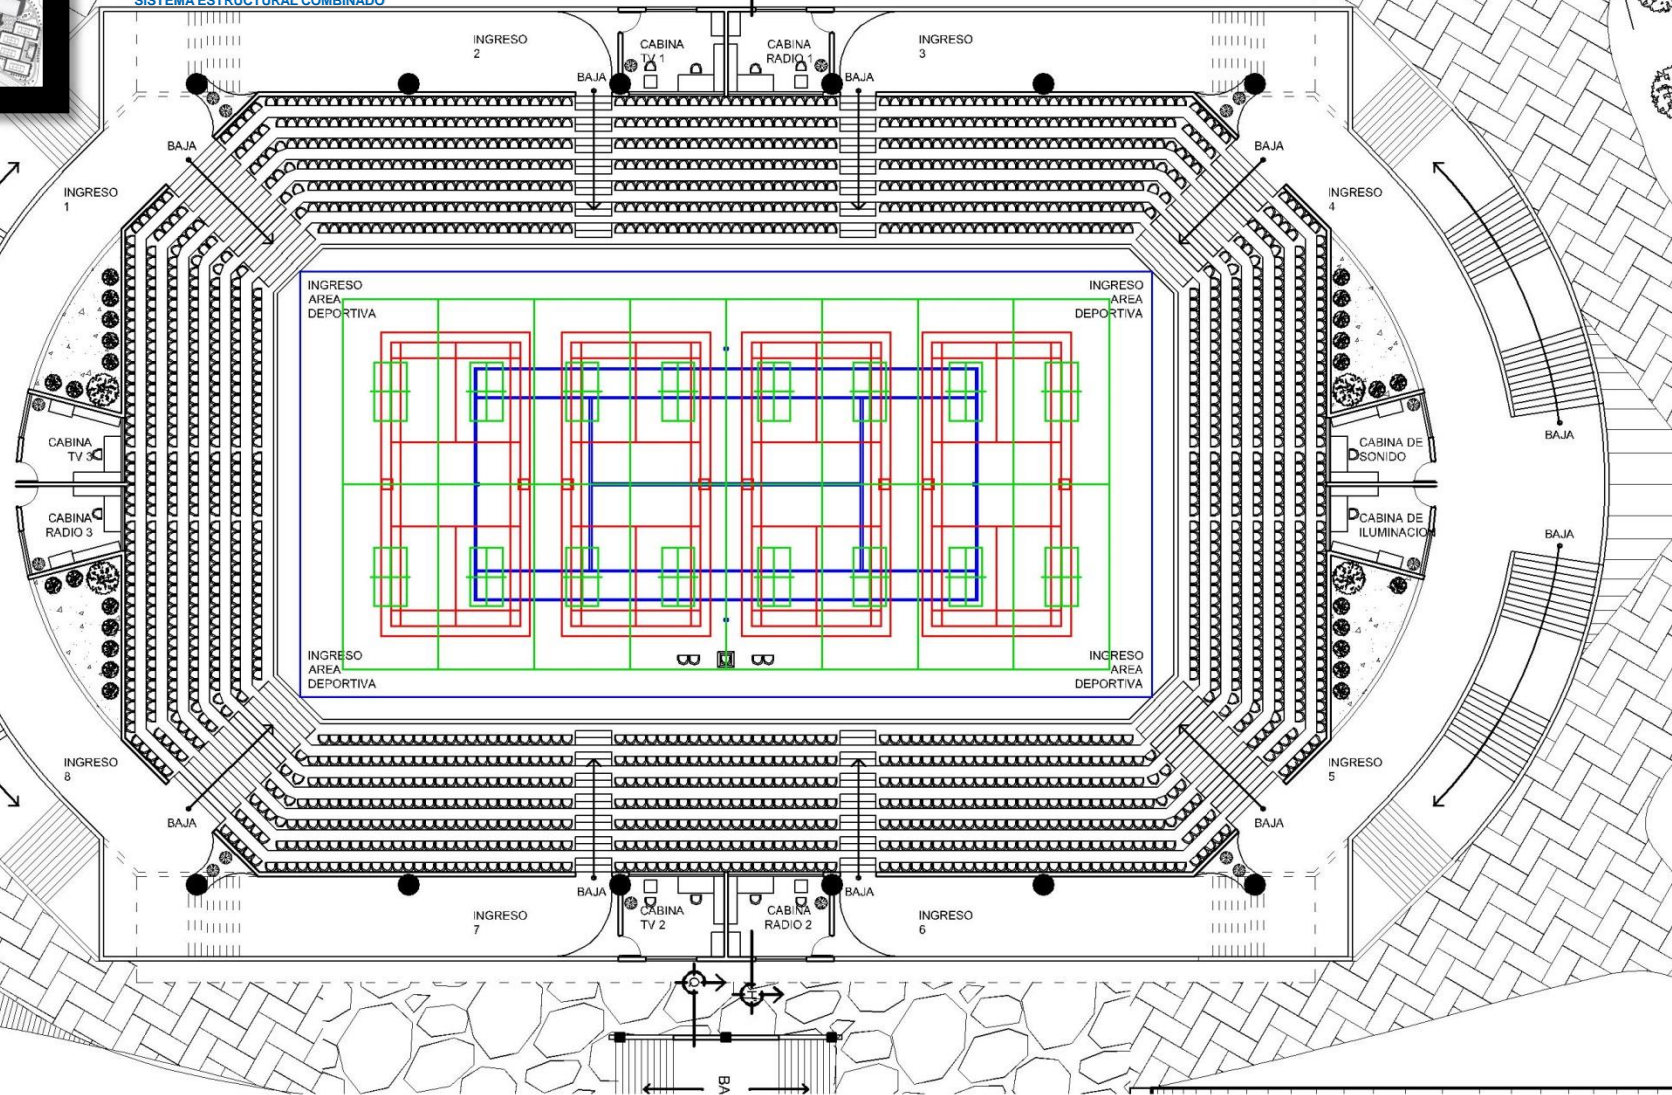 SISTEMA ESTRUCTURAL COMBINADO
INGRESO
2
CABINA
TV 1
CABINA
RADIO 1
INGRESO
3
BAJA
BAJA
BAJA
BAJA
INGRESO
1
INGRESO
4
INGRESO
AREA
DEPORTIVA
INGRESO
AREA
DEPORTIVA
CABINA
TV 3
CABINA DE
SONIDO
BAJA
CABINA
RADIO 3
CABINA DE
ILUMINACION
BAJA
INGRESO
AREA
DEPORTIVA
INGRESO
AREA
DEPORTIVA
INGRESO
8
INGRESO
5
BAJA
BAJA
BAJA
BAJA
INGRESO
7
CABINA
TV 2
CABINA
RADIO 2
INGRESO
6
BA